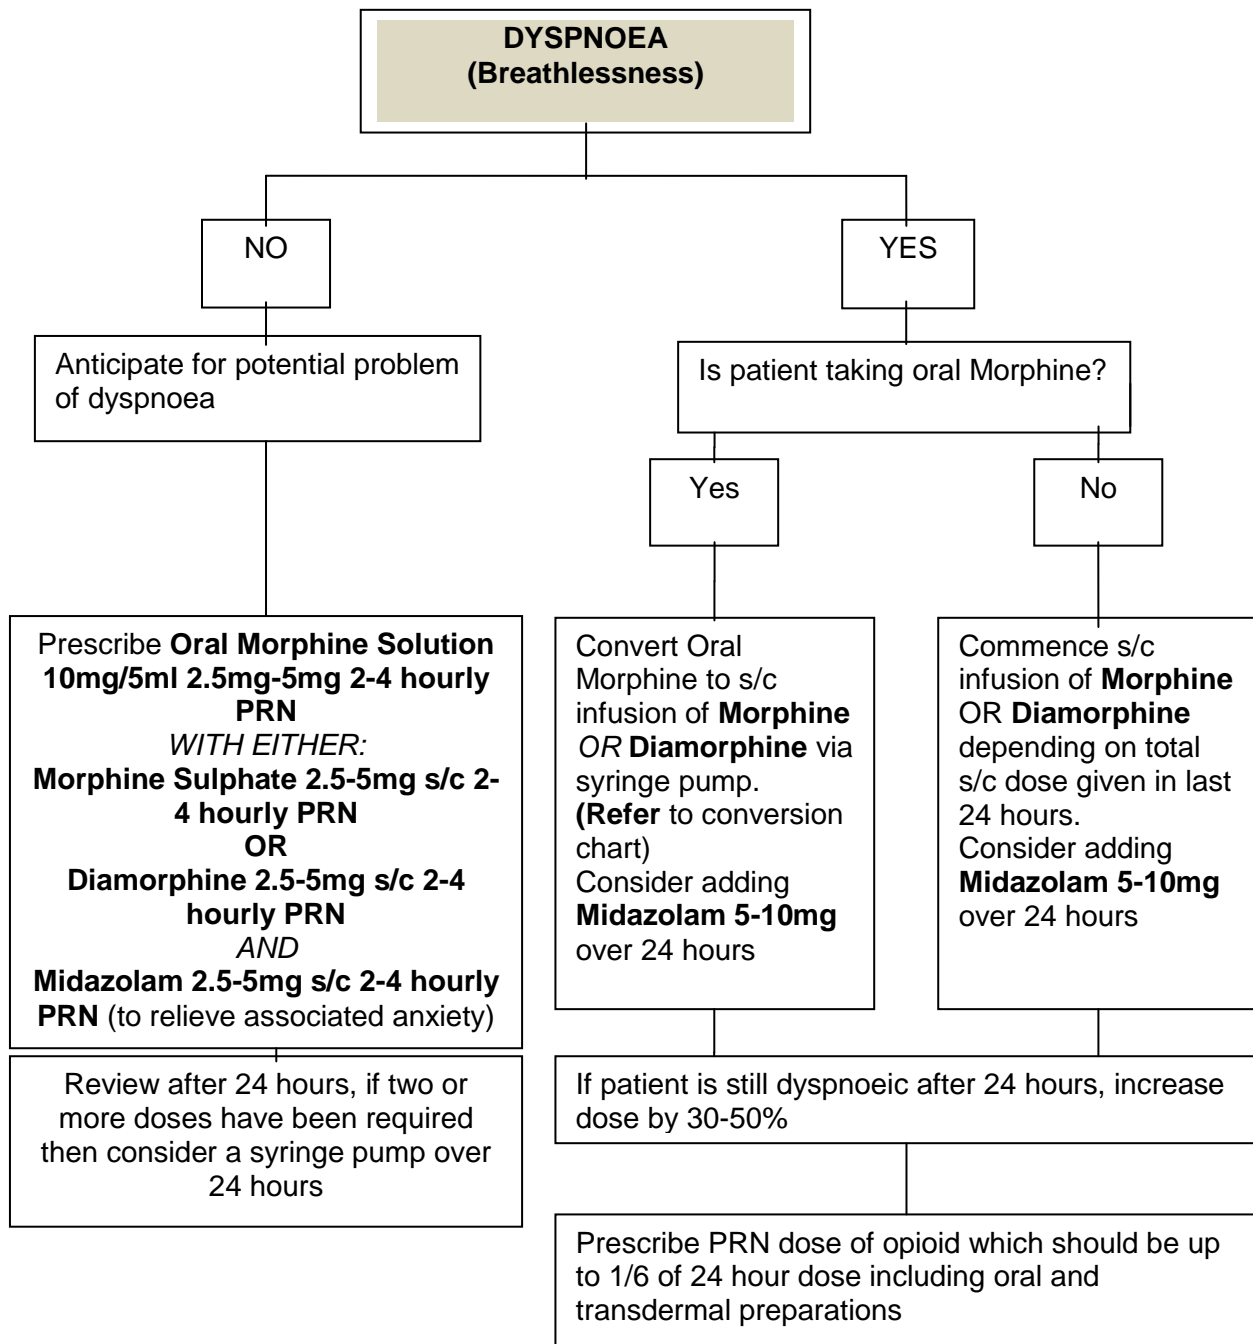 DYSPNOEA
(Breathlessness)
NO
YES
Anticipate for potential problem
of dyspnoea
Is patient taking oral Morphine?
Yes
No
Prescribe Oral Morphine Solution
10mg/5ml 2.5mg-5mg 2-4 hourly
PRN
WITH EITHER:
Morphine Sulphate 2.5-5mg s/c 2-
4 hourly PRN
OR
Diamorphine 2.5-5mg s/c 2-4
hourly PRN
AND
Midazolam 2.5-5mg s/c 2-4 hourly
PRN (to relieve associated anxiety)
Convert Oral
Morphine to s/c
infusion of Morphine
OR Diamorphine via
syringe pump.
(Refer to conversion
chart)
Consider adding
Midazolam 5-10mg
over 24 hours
Commence s/c
infusion of Morphine
OR Diamorphine
depending on total
s/c dose given in last
24 hours.
Consider adding
Midazolam 5-10mg
over 24 hours
Review after 24 hours, if two or
more doses have been required
then consider a syringe pump over
24 hours
If patient is still dyspnoeic after 24 hours, increase
dose by 30-50%
Prescribe PRN dose of opioid which should be up
to 1/6 of 24 hour dose including oral and
transdermal preparations